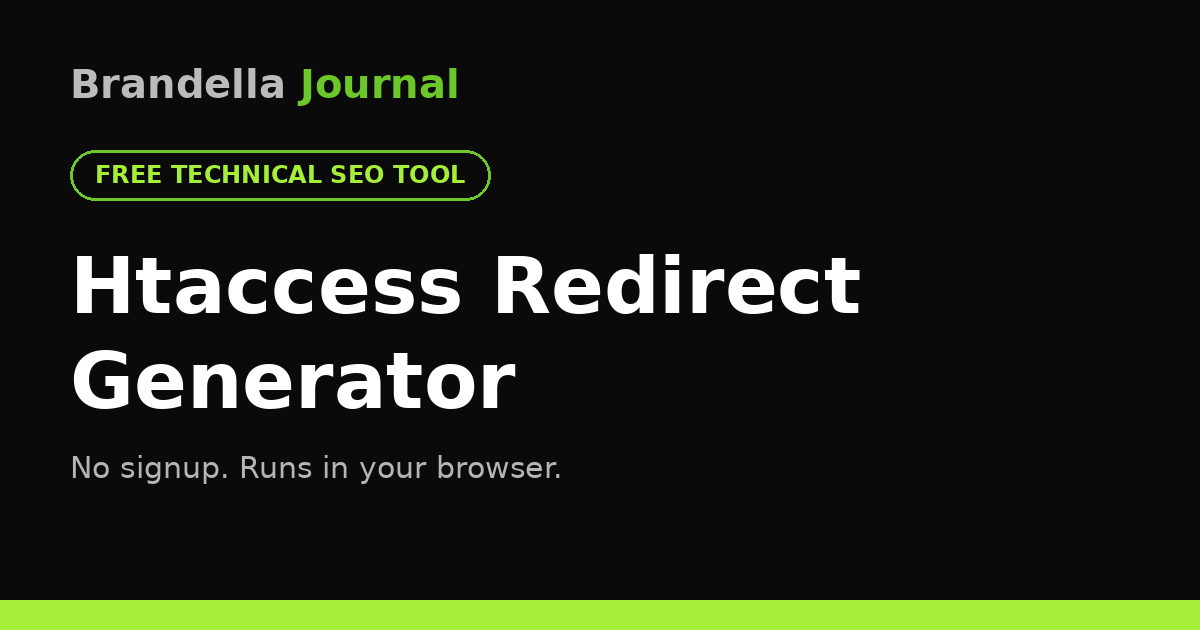 Brandella Journal
FREE TECHNICAL SEO TOOL
Htaccess Redirect
Generator
No signup. Runs in your browser.